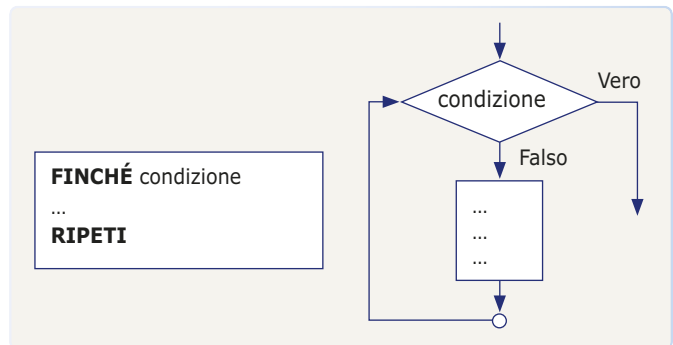 FINCHÉ condizione
…
RIPETI
condizione
Vero
Falso
…
…
…